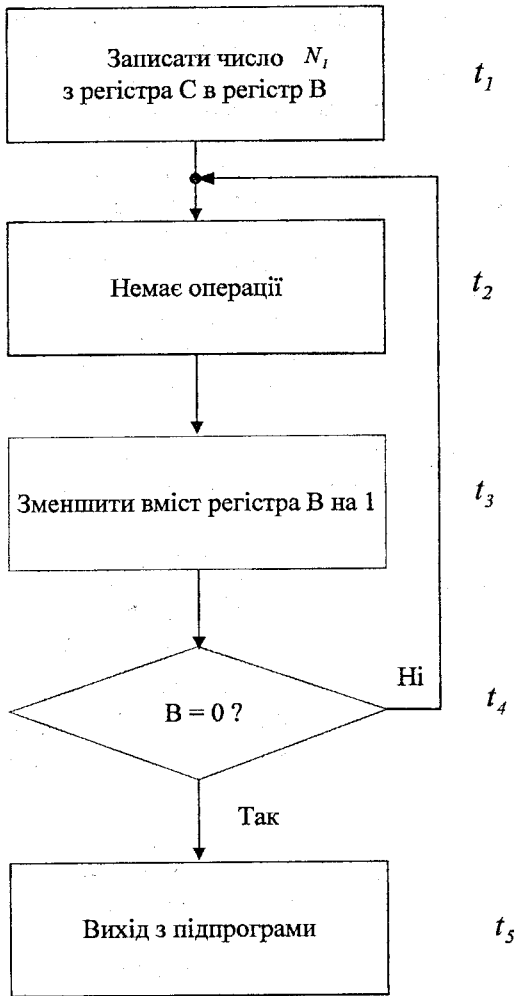 Записати число N₁
з регістра С в регістр В
t₁
Немає операції
t₂
Зменшити вміст регістра В на 1
t₃
В = 0 ?
Ні
t₄
Так
Вихід з підпрограми
t₅